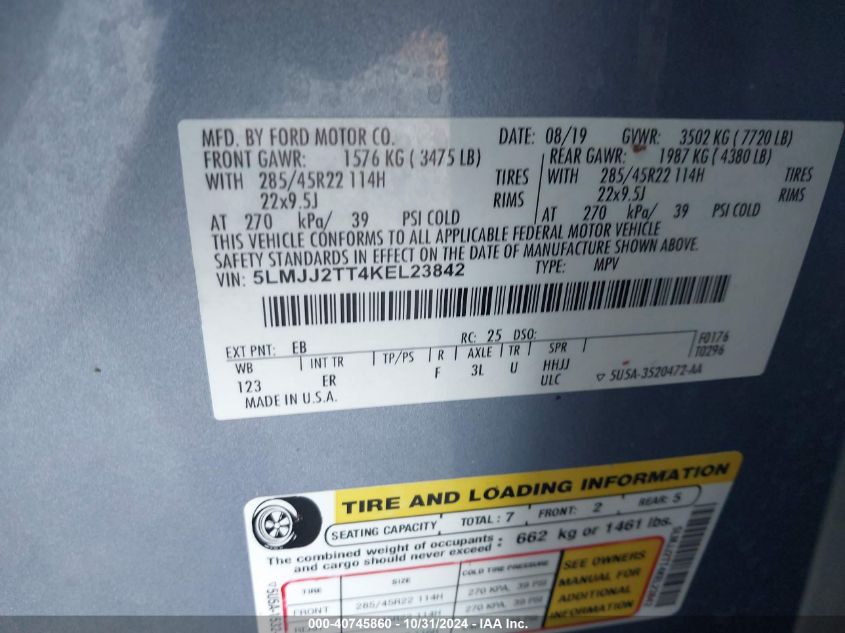 MFD. BY FORD MOTOR CO. DATE: 08/19 GVWR: 3502 KG ( 7720 LB)
FRONT GAWR: 1576 KG ( 3475 LB) REAR GAWR: 1987 KG ( 4380 LB)
WITH 285/45R22 114H TIRES WITH 285/45R22 114H TIRES
22x9.5J RIMS 22x9.5J RIMS
AT 270 kPa/ 39 PSI COLD AT 270 kPa/ 39 PSI COLD
THIS VEHICLE CONFORMS TO ALL APPLICABLE FEDERAL MOTOR VEHICLE
SAFETY STANDARDS IN EFFECT ON THE DATE OF MANUFACTURE SHOWN ABOVE.
VIN: 5LMJJ2TT4KEL23842 TYPE: MPV
EXT PNT: EB RC: 25 DSO: F0176
WB INT TR TP/PS R AXLE TR SPR T0296
123 ER F 3L U HHJJ
ULC 5U5A-3520472-AA
MADE IN U.S.A.
TIRE AND LOADING INFORMATION
SEATING CAPACITY TOTAL : 7 FRONT: 2 REAR: 5
The combined weight of occupants : 662 kg or 1461 lbs.
and cargo should never exceed
TIRE SIZE COLD TIRE PRESSURE SEE OWNERS
FRONT 285/45R22 114H 270 KPA, 39 PSI MANUAL FOR
114H 270 KPA, 39 PSI ADDITIONAL
INFORMATION
000-40745860 - 10/31/2024 - IAA Inc.